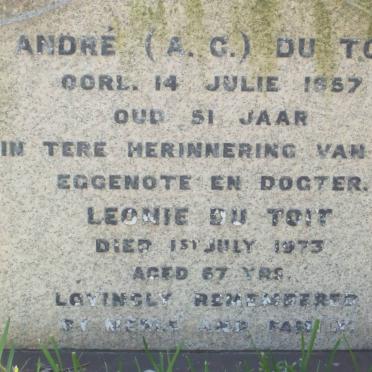 ANDRÉ (A. C.) DU TO
OORL. 14 JULIE 1957
OUD 51 JAAR
IN TERE HERINNERING VAN
EGGENOTE EN DOGTER.
LEONIE DU TOIT
DIED 1ST JULY 1973
AGED 67 YRS.
LOVINGLY REMEMBERED
BY AND FAMILY.